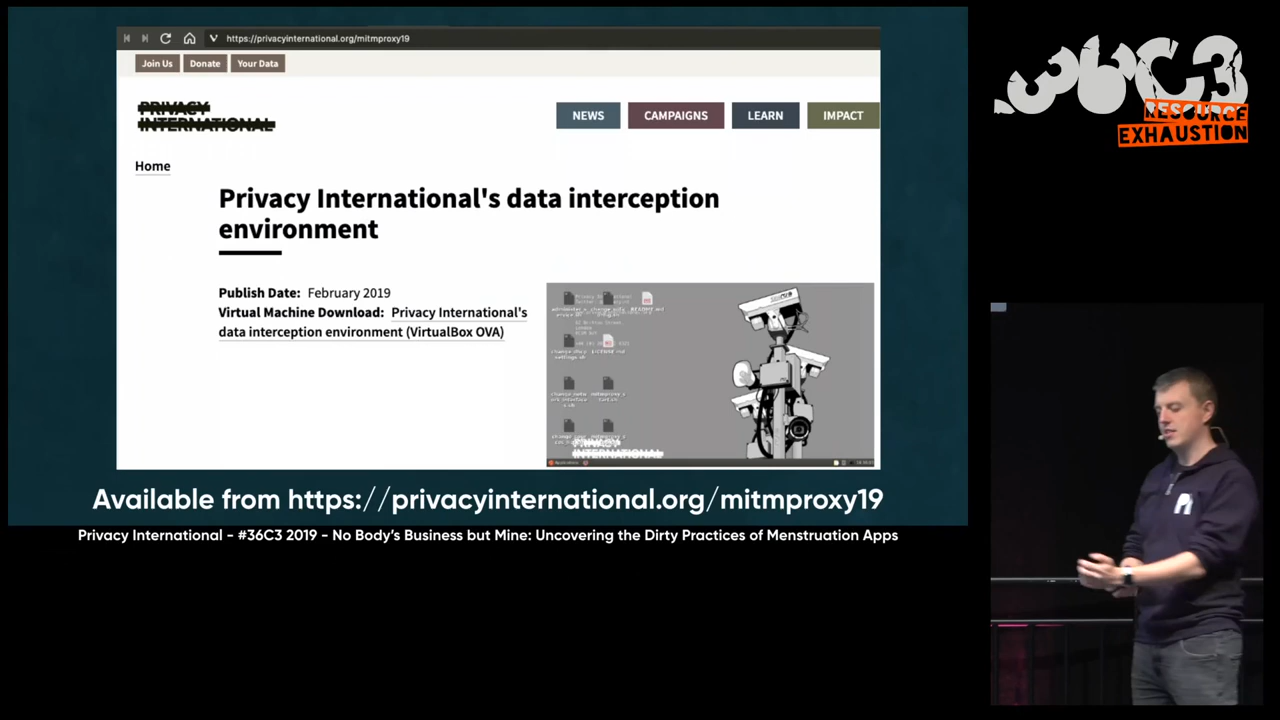 https://privacyinternational.org/mitmproxy19
Join Us
Donate
Your Data
PRIVACY
INTERNATIONAL
NEWS
CAMPAIGNS
LEARN
IMPACT
Home
Privacy International's data interception
environment
Publish Date: February 2019
Virtual Machine Download: Privacy International's
data interception environment (VirtualBox OVA)
PRIVACY
INTERNATIONAL
Available from https://privacyinternational.org/mitmproxy19
Privacy International - #36C3 2019 - No Body's Business but Mine: Uncovering the Dirty Practices of Menstruation Apps
36C3
RESOURCE
EXHAUSTION